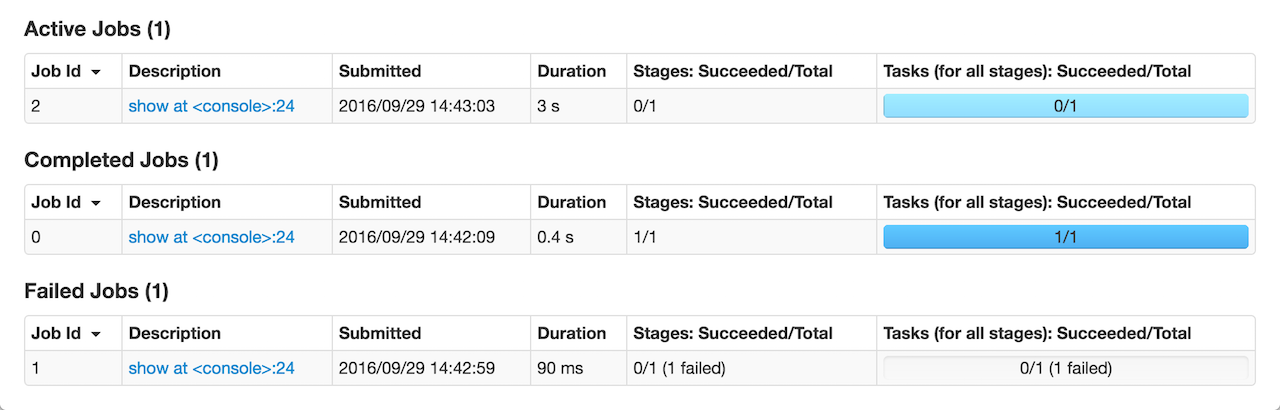 Active Jobs (1)
Job Id Description Submitted Duration Stages: Succeeded/Total Tasks (for all stages): Succeeded/Total
2 show at <console>:24 2016/09/29 14:43:03 3 s 0/1 0/1
Completed Jobs (1)
Job Id Description Submitted Duration Stages: Succeeded/Total Tasks (for all stages): Succeeded/Total
0 show at <console>:24 2016/09/29 14:42:09 0.4 s 1/1 1/1
Failed Jobs (1)
Job Id Description Submitted Duration Stages: Succeeded/Total Tasks (for all stages): Succeeded/Total
1 show at <console>:24 2016/09/29 14:42:59 90 ms 0/1 (1 failed) 0/1 (1 failed)